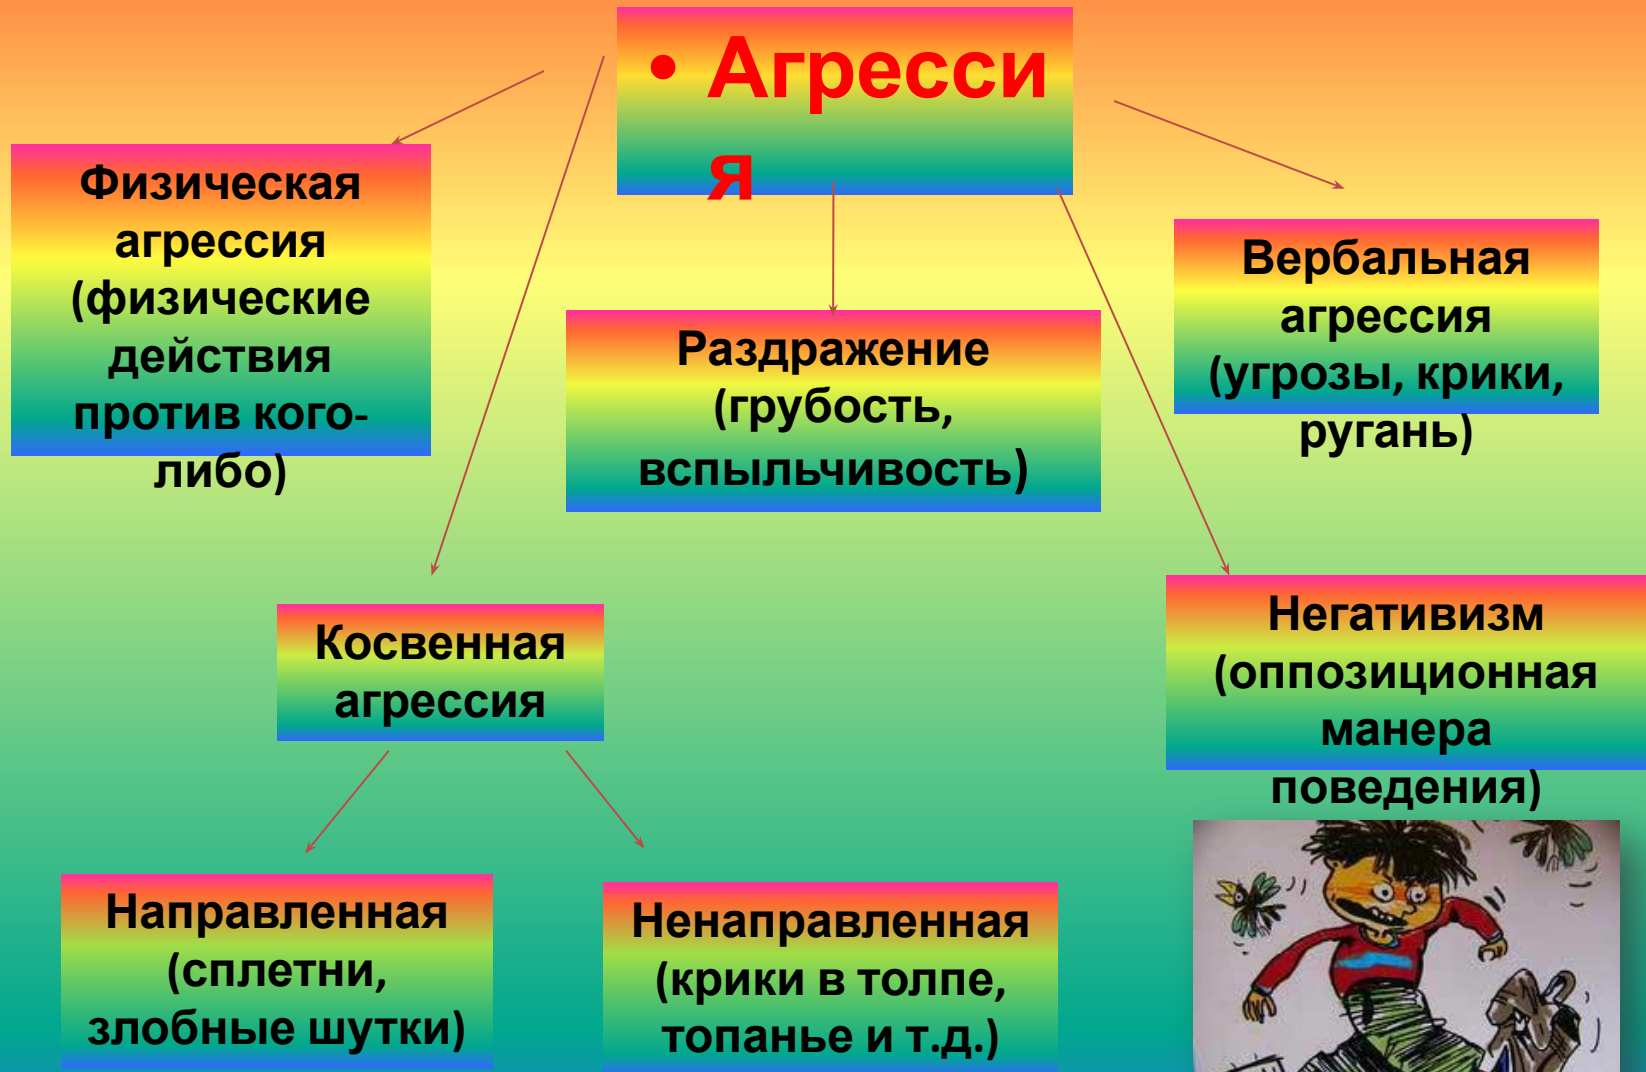 • Агресси
я
Физическая
агрессия
(физические
действия
против кого-
либо)
Раздражение
(грубость,
вспыльчивость)
Вербальная
агрессия
(угрозы, крики,
ругань)
Косвенная
агрессия
Негативизм
(оппозиционная
манера
поведения)
Направленная
(сплетни,
злобные шутки)
Ненаправленная
(крики в толпе,
топанье и т.д.)